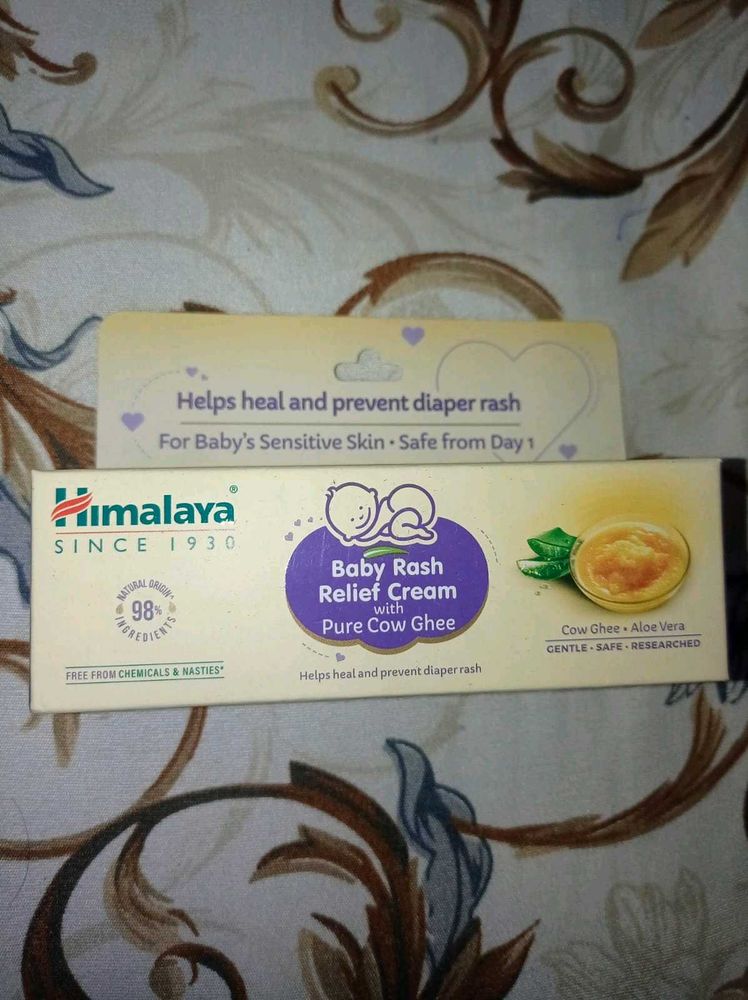 Helps heal and prevent diaper rash
For Baby's Sensitive Skin • Safe from Day 1
Himalaya®
SINCE 1930
NATURAL ORIGIN*
98%
INGREDIENTS
FREE FROM CHEMICALS & NASTIES*
Baby Rash
Relief Cream
with
Pure Cow Ghee
Helps heal and prevent diaper rash
Cow Ghee • Aloe Vera
GENTLE • SAFE • RESEARCHED